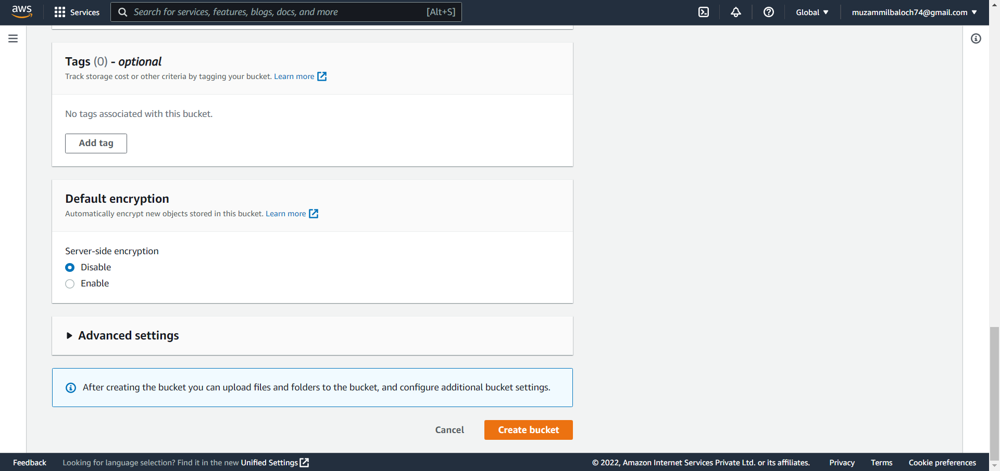 aws
Services
Search for services, features, blogs, docs, and more
[Alt+S]
Global
muzammilbaloch74@gmail.com
Tags (0) - optional
Track storage cost or other criteria by tagging your bucket. Learn more
No tags associated with this bucket.
Add tag
Default encryption
Automatically encrypt new objects stored in this bucket. Learn more
Server-side encryption
Disable
Enable
Advanced settings
After creating the bucket you can upload files and folders to the bucket, and configure additional bucket settings.
Cancel
Create bucket
Feedback
Looking for language selection? Find it in the new Unified Settings
© 2022, Amazon Internet Services Private Ltd. or its affiliates.
Privacy
Terms
Cookie preferences